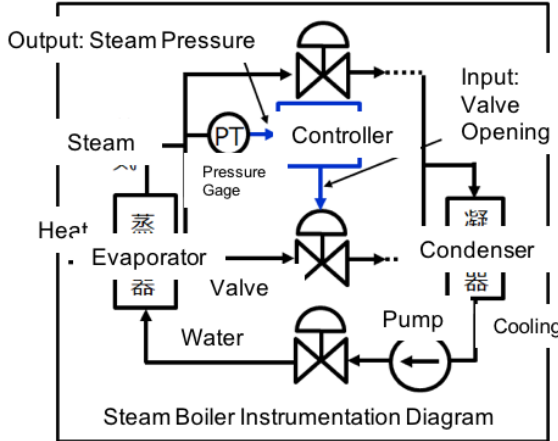 Output: Steam Pressure
Input:
Valve
Opening
PT
Controller
Steam
Pressure
Gage
蒸
凝
Heat
Evaporator
Condenser
器
器
Valve
Water
Pump
Cooling
Steam Boiler Instrumentation Diagram